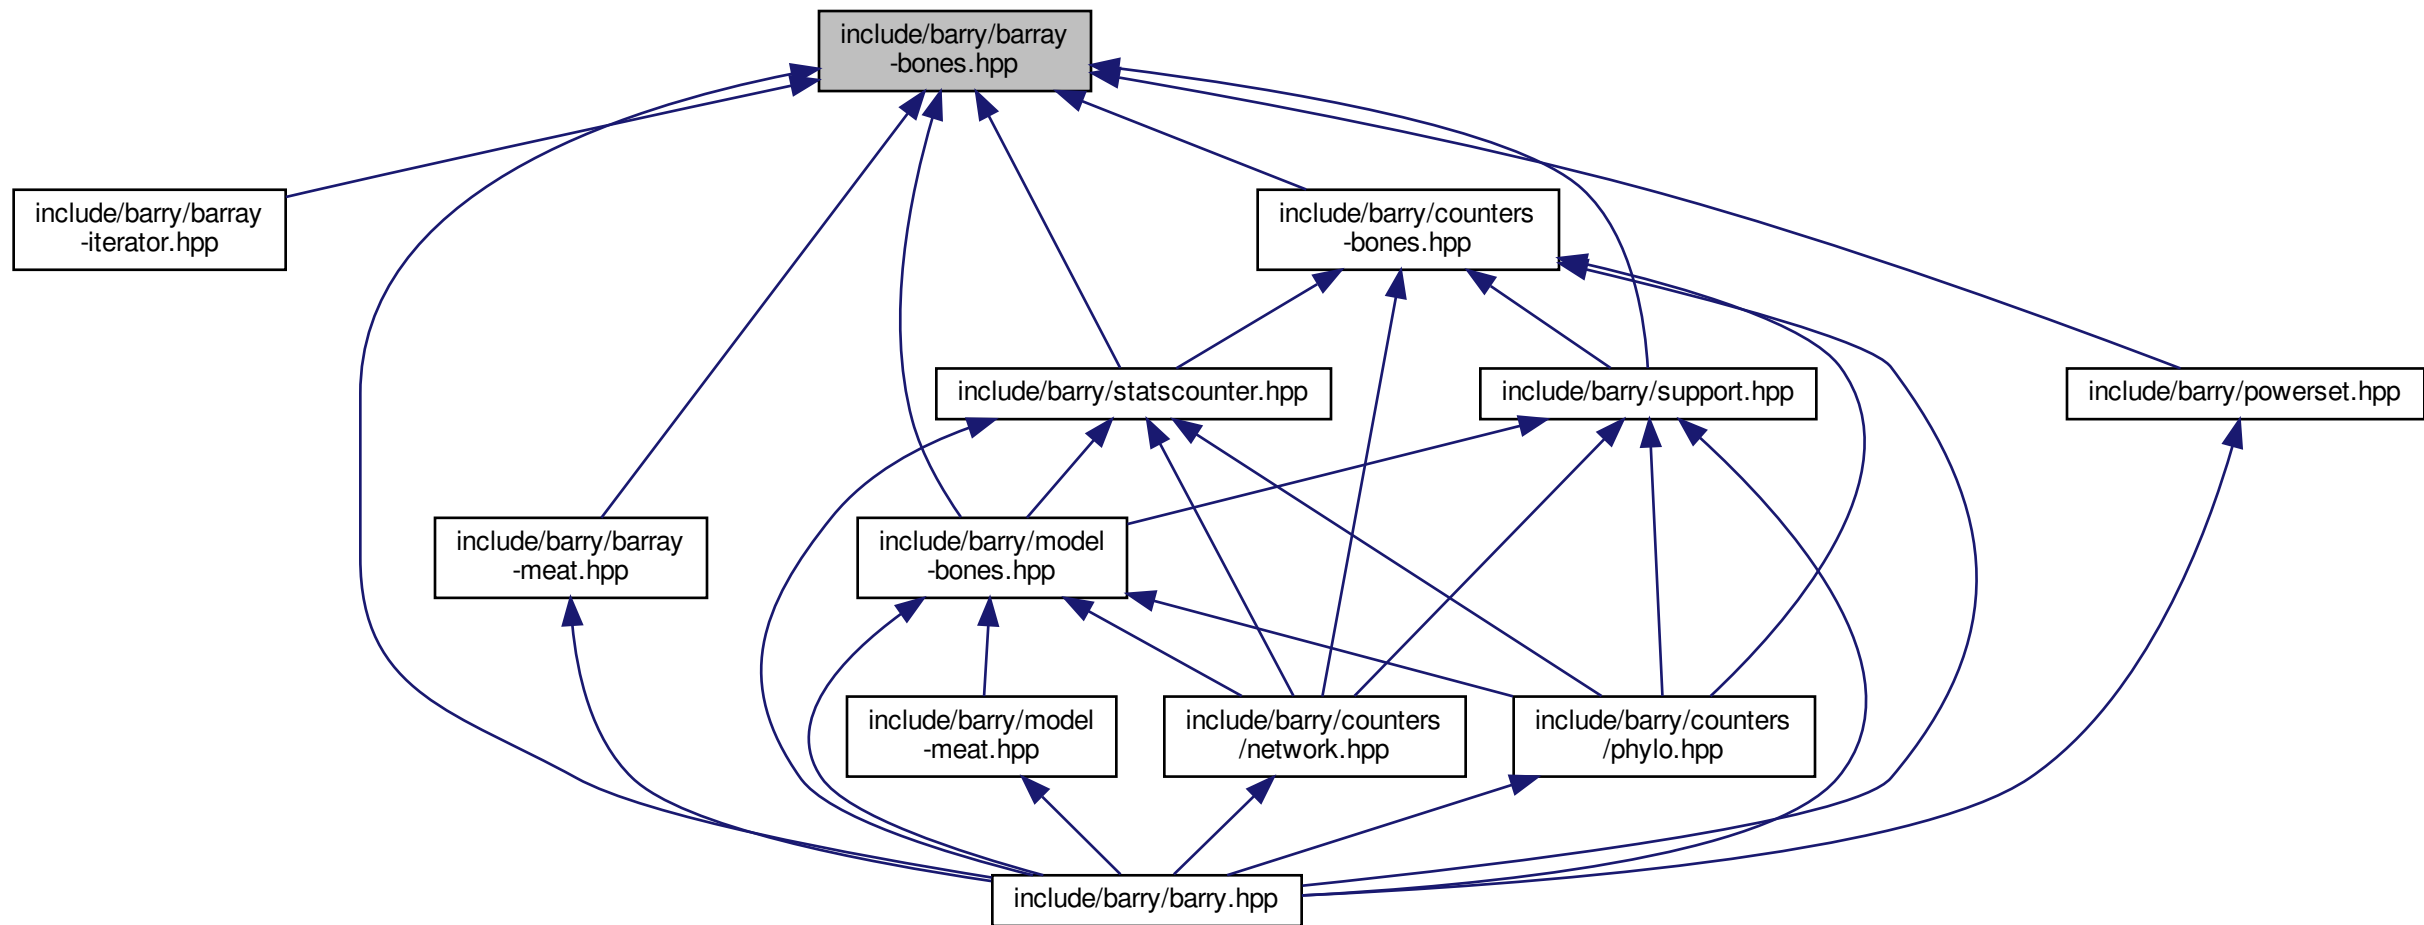 include/barry/barray
-bones.hpp
include/barry/barray
-iterator.hpp
include/barry/counters
-bones.hpp
include/barry/statscounter.hpp
include/barry/support.hpp
include/barry/powerset.hpp
include/barry/barray
-meat.hpp
include/barry/model
-bones.hpp
include/barry/model
-meat.hpp
include/barry/counters
/network.hpp
include/barry/counters
/phylo.hpp
include/barry/barry.hpp